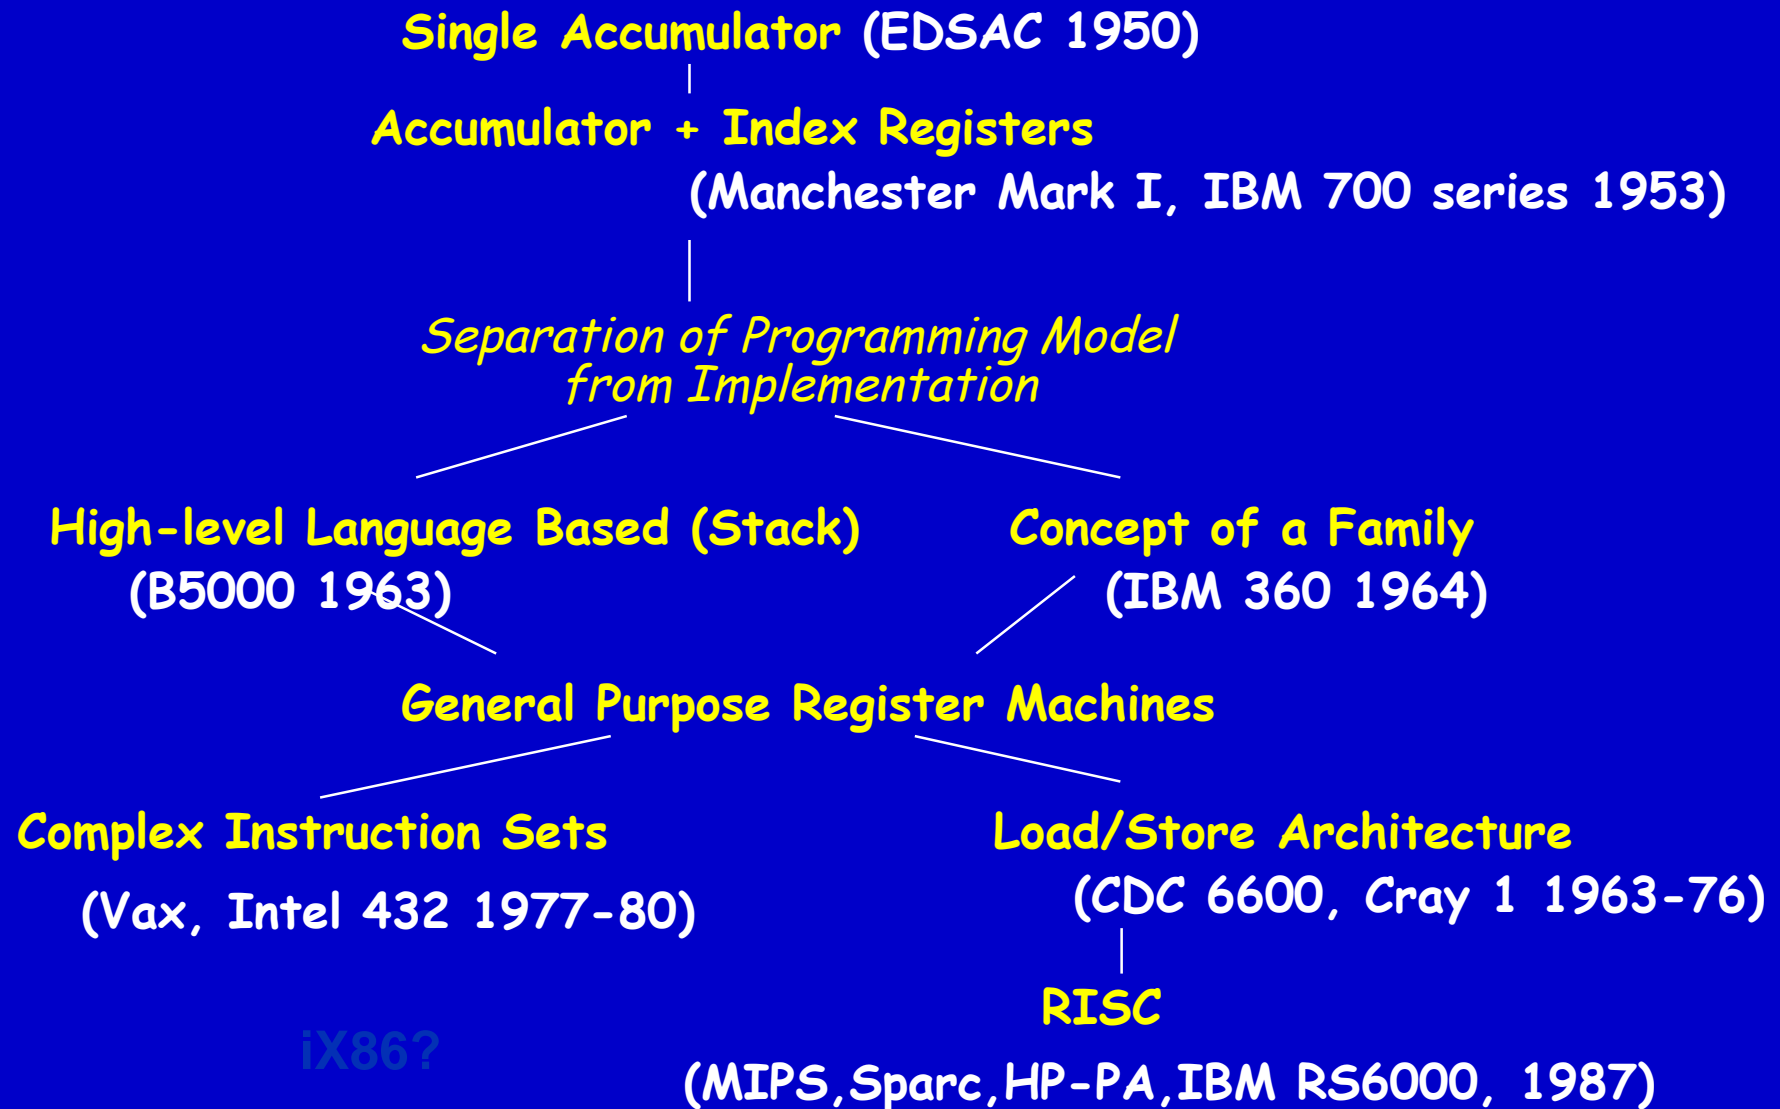 Single Accumulator (EDSAC 1950)
Accumulator + Index Registers
(Manchester Mark I, IBM 700 series 1953)
Separation of Programming Model
from Implementation
High-level Language Based (Stack)
Concept of a Family
(B5000 1963)
(IBM 360 1964)
General Purpose Register Machines
Complex Instruction Sets
Load/Store Architecture
(Vax, Intel 432 1977-80)
(CDC 6600, Cray 1 1963-76)
RISC
iX86?
(MIPS,Sparc,HP-PA,IBM RS6000, 1987)